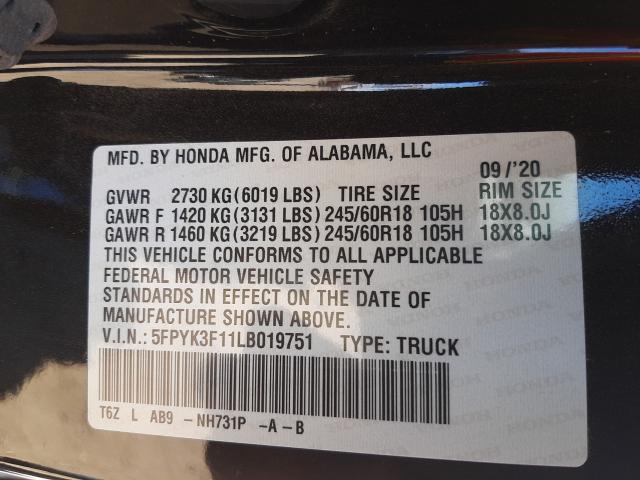 MFD. BY HONDA MFG. OF ALABAMA, LLC 09/'20
GVWR 2730 KG(6019 LBS) TIRE SIZE RIM SIZE
GAWR F 1420 KG(3131 LBS) 245/60R18 105H 18X8.0J
GAWR R 1460 KG(3219 LBS) 245/60R18 105H 18X8.0J
THIS VEHICLE CONFORMS TO ALL APPLICABLE
FEDERAL MOTOR VEHICLE SAFETY
STANDARDS IN EFFECT ON THE DATE OF
MANUFACTURE SHOWN ABOVE.
V.I.N.: 5FPYK3F11LB019751 TYPE: TRUCK
T6Z L AB9 -NH731P -A-B